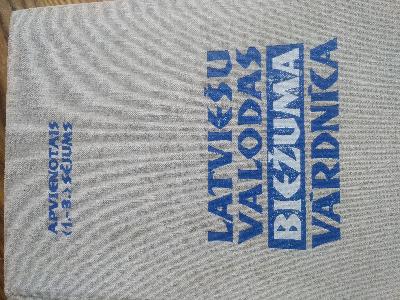 LATVIEŠU
VALODAS
BIEŽUMA
VĀRDNĪCA
APVIENOTAIS
(1.-3.) SĒJUMS